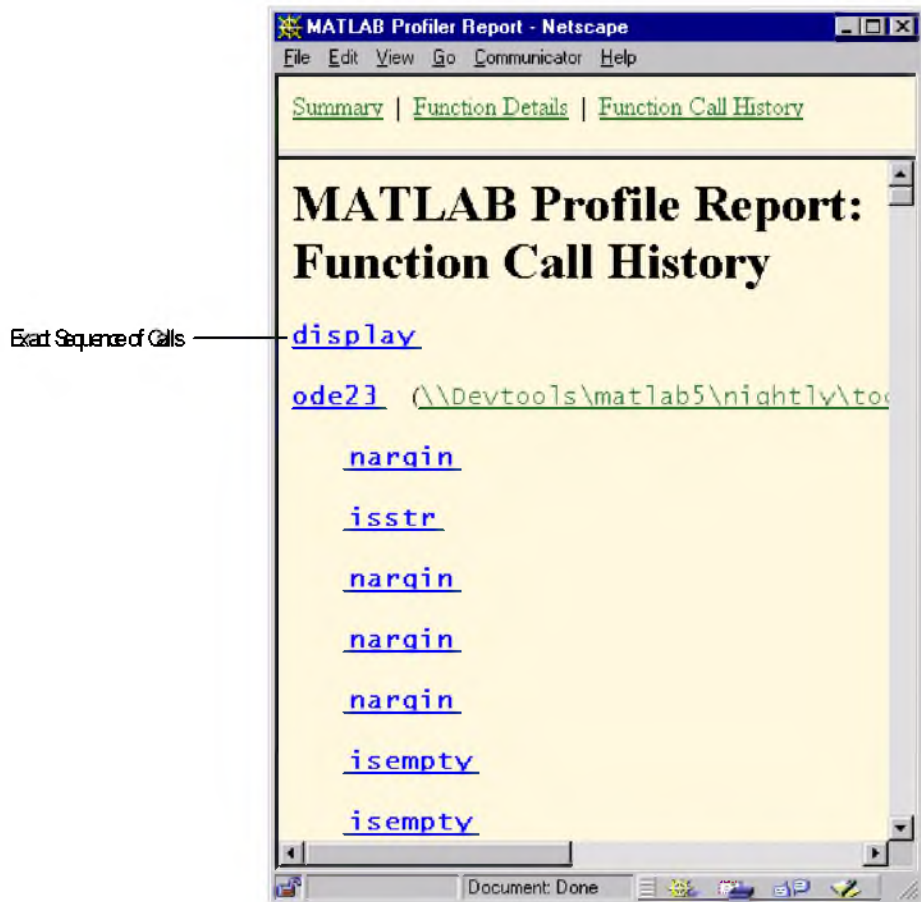 MATLAB Profiler Report - Netscape
File Edit View Go Communicator Help
Summary | Function Details | Function Call History
MATLAB Profile Report:
Function Call History
Exact Sequence of Calls
display
ode23 (\\Devtools\matlab5\nightly\too
nargin
isstr
nargin
nargin
nargin
isempty
isempty
Document: Done